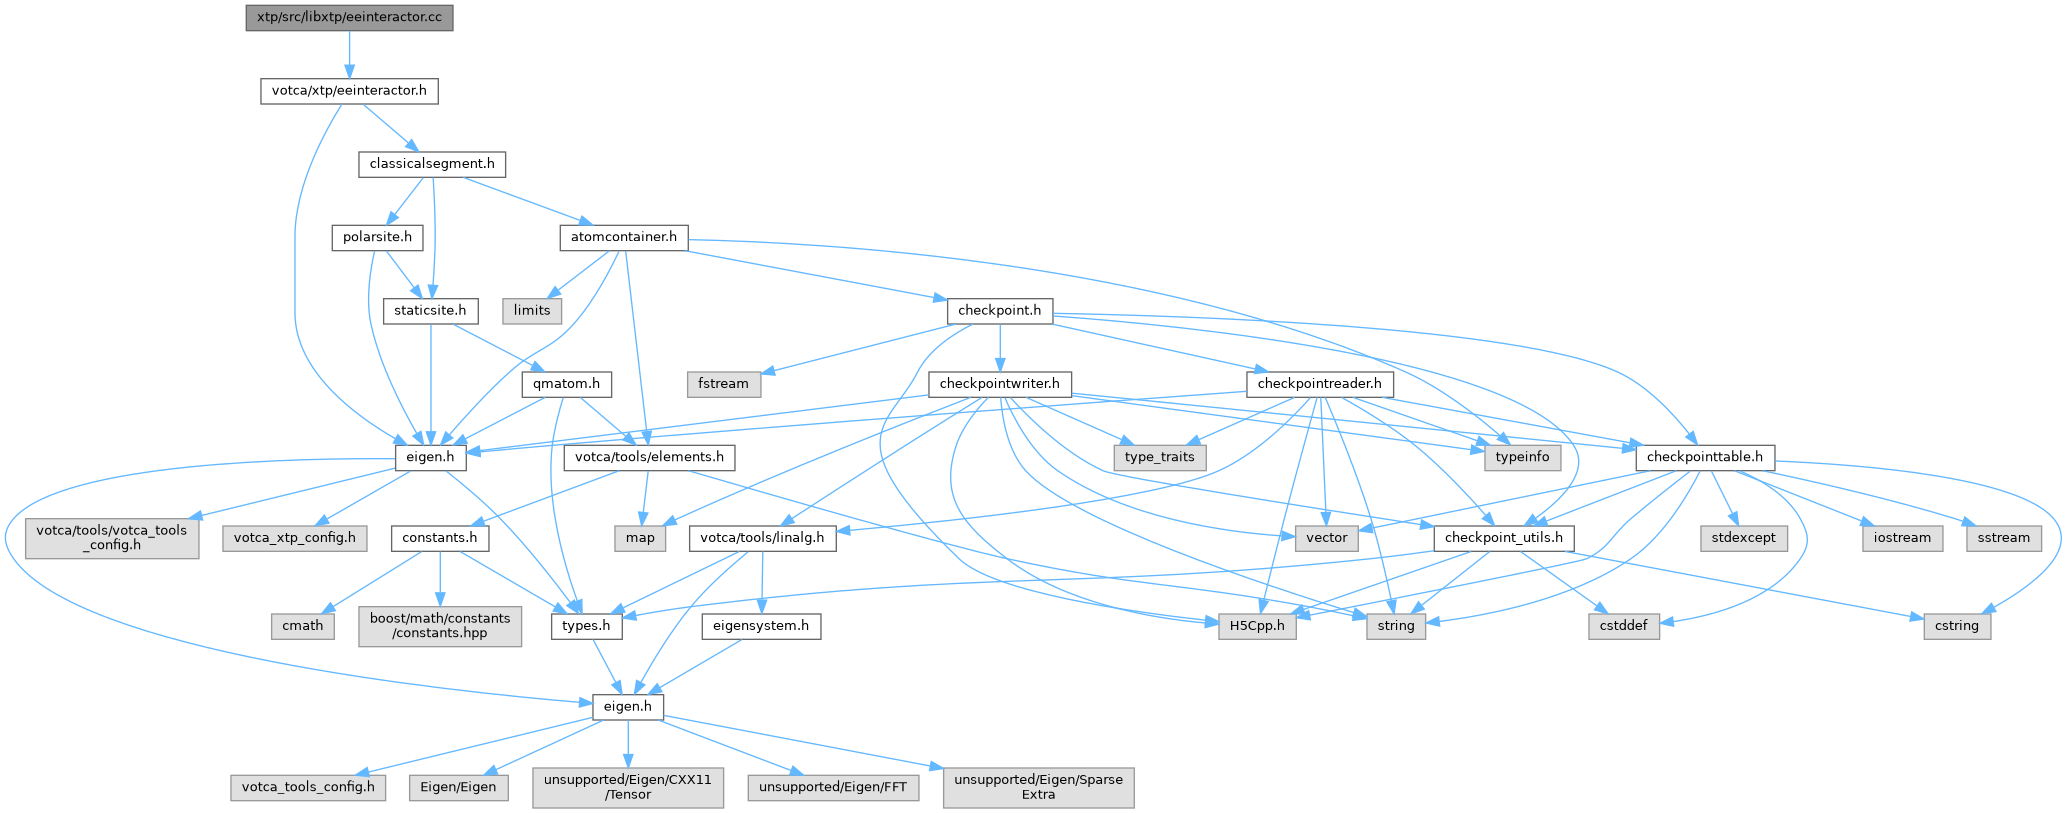 xtp/src/libxtp/eeinteractor.cc
votca/xtp/eeinteractor.h
classicalsegment.h
polarsite.h
atomcontainer.h
staticsite.h
limits
checkpoint.h
qmatom.h
fstream
checkpointwriter.h
checkpointreader.h
eigen.h
votca/tools/elements.h
type_traits
typeinfo
checkpointtable.h
votca/tools/votca_tools
_config.h
votca_xtp_config.h
constants.h
map
votca/tools/linalg.h
vector
checkpoint_utils.h
stdexcept
iostream
sstream
cmath
boost/math/constants
/constants.hpp
types.h
eigensystem.h
H5Cpp.h
string
cstddef
cstring
eigen.h
votca_tools_config.h
Eigen/Eigen
unsupported/Eigen/CXX11
/Tensor
unsupported/Eigen/FFT
unsupported/Eigen/Sparse
Extra